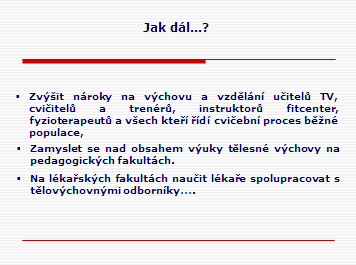 Jak dál…?
▪ Zvýšit nároky na výchovu a vzdělání učitelů TV,
cvičitelů a trenérů, instruktorů fitcenter,
fyzioterapeutů a všech kteří řídí cvičební proces běžné
populace,
▪ Zamyslet se nad obsahem výuky tělesné výchovy na
pedagogických fakultách.
▪ Na lékařských fakultách naučit lékaře spolupracovat s
tělovýchovnými odborníky....